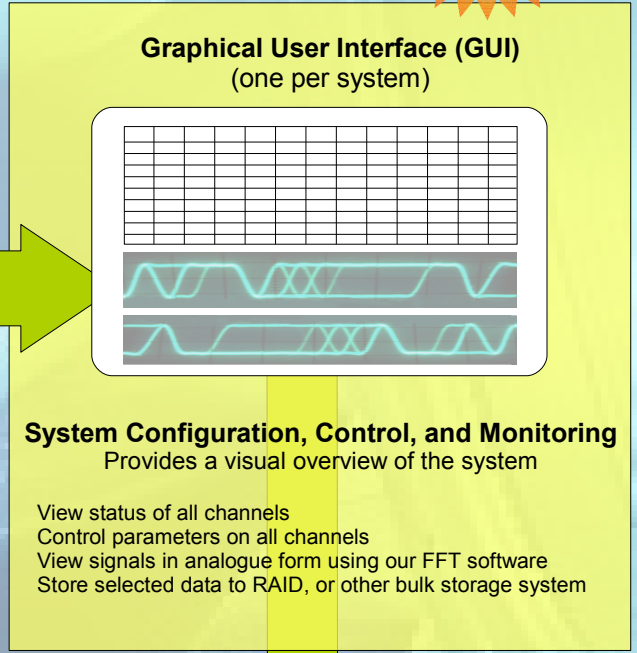 Graphical User Interface (GUI)
(one per system)
System Configuration, Control, and Monitoring
Provides a visual overview of the system
View status of all channels
Control parameters on all channels
View signals in analogue form using our FFT software
Store selected data to RAID, or other bulk storage system